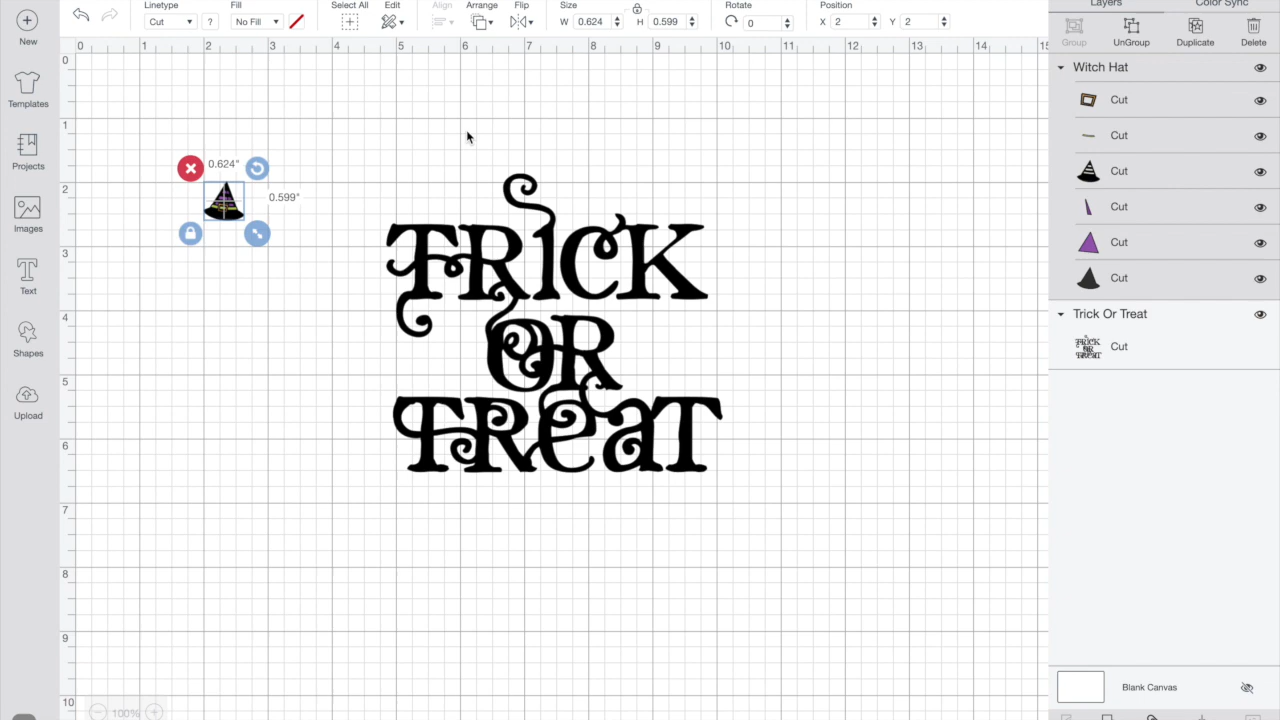 Linetype Fill Select All Edit Align Arrange Flip Size Rotate Position Layers Color Sync
Cut ? No Fill W 0.624 H 0.599 0 X 2 Y 2
New
Group UnGroup Duplicate Delete
0 1 2 3 4 5 6 7 8 9 10 11 12 13 14 15
0
1
2
3
4
5
6
7
8
9
10
Templates
Projects
Images
Text
Shapes
Upload
0.624"
0.599"
TRICK
OR
TREAT
Witch Hat
Cut
Cut
Cut
Cut
Cut
Cut
Trick Or Treat
TRICK
OR
TREAT
Cut
Blank Canvas
100%